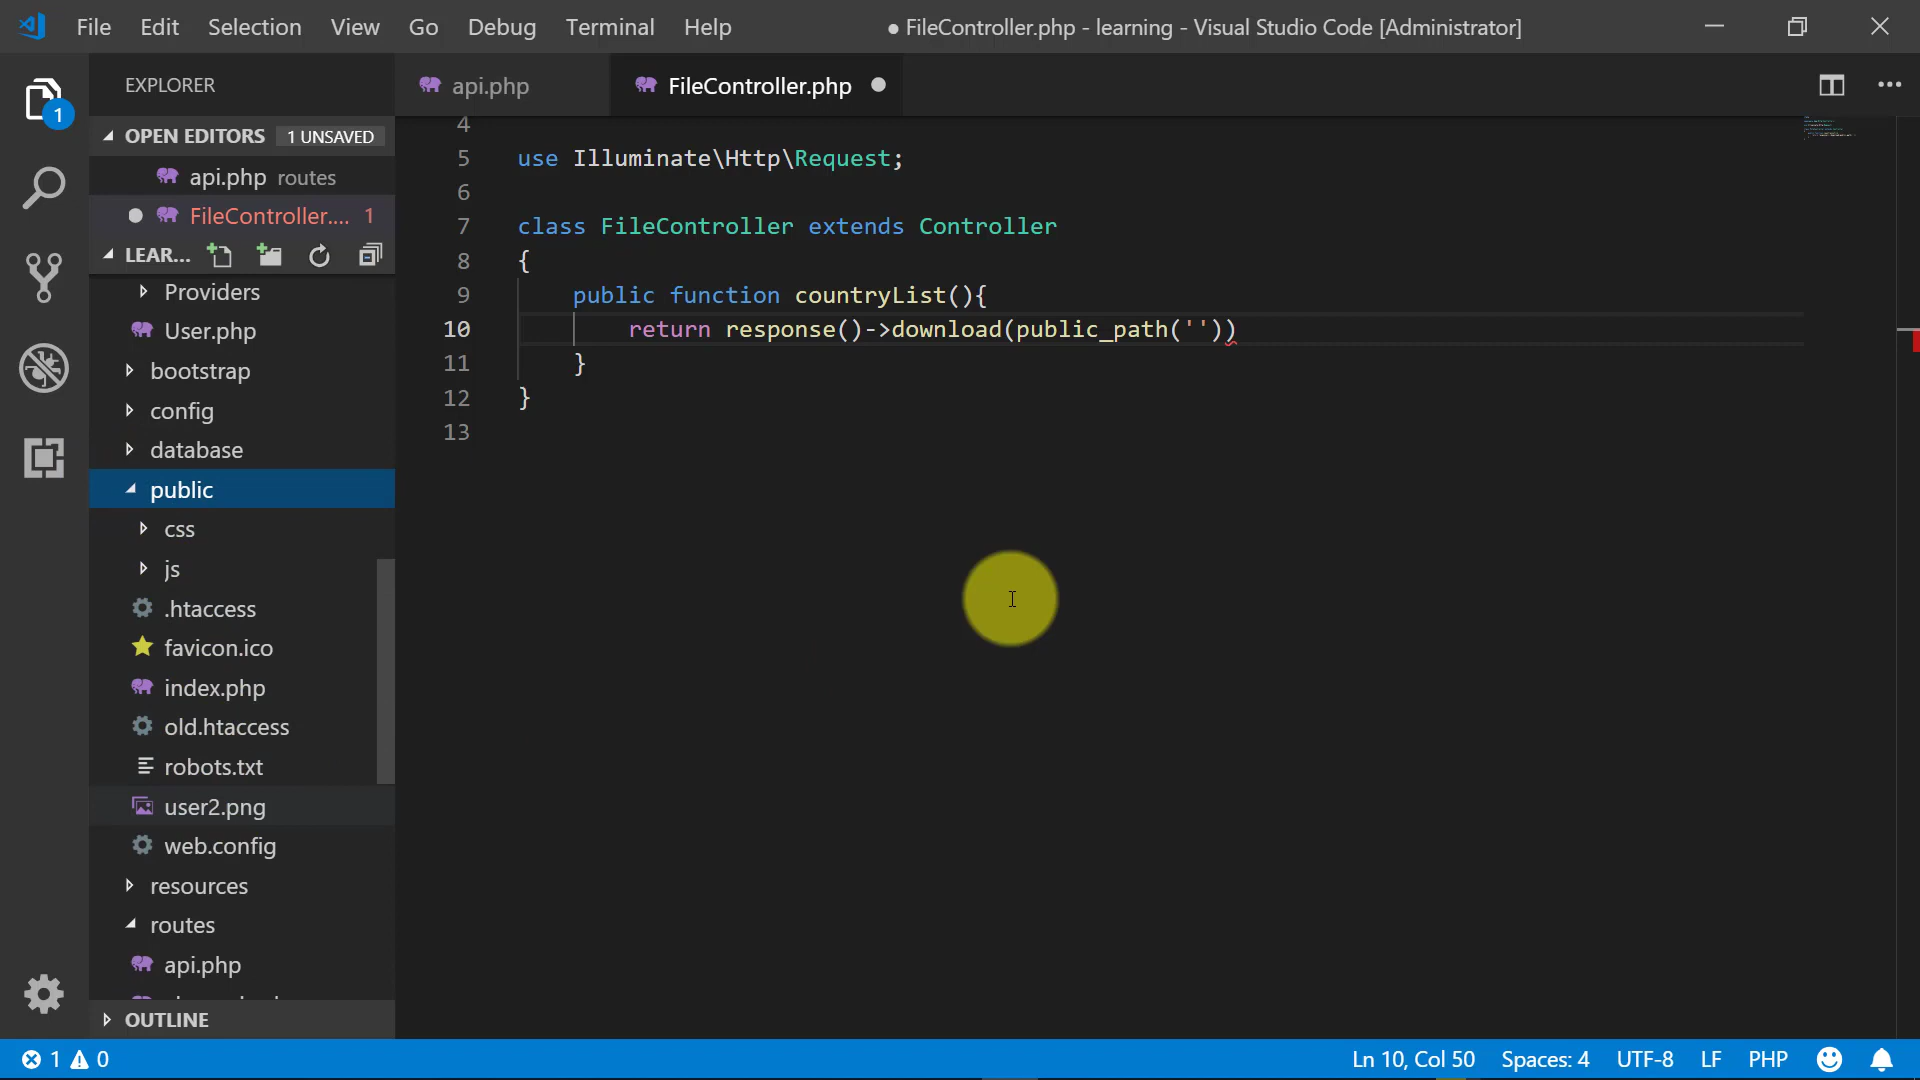 File Edit Selection View Go Debug Terminal Help ● FileController.php - learning - Visual Studio Code [Administrator]
1
EXPLORER
OPEN EDITORS 1 UNSAVED
api.php routes
FileController.... 1
LEAR...
Providers
User.php
bootstrap
config
database
public
css
js
.htaccess
favicon.ico
index.php
old.htaccess
robots.txt
user2.png
web.config
resources
routes
api.php
OUTLINE
api.php FileController.php
4
5 use Illuminate\Http\Request;
6
7 class FileController extends Controller
8 {
9 public function countryList(){
10 return response()->download(public_path(''))
11 }
12 }
13
1 0 Ln 10, Col 50 Spaces: 4 UTF-8 LF PHP